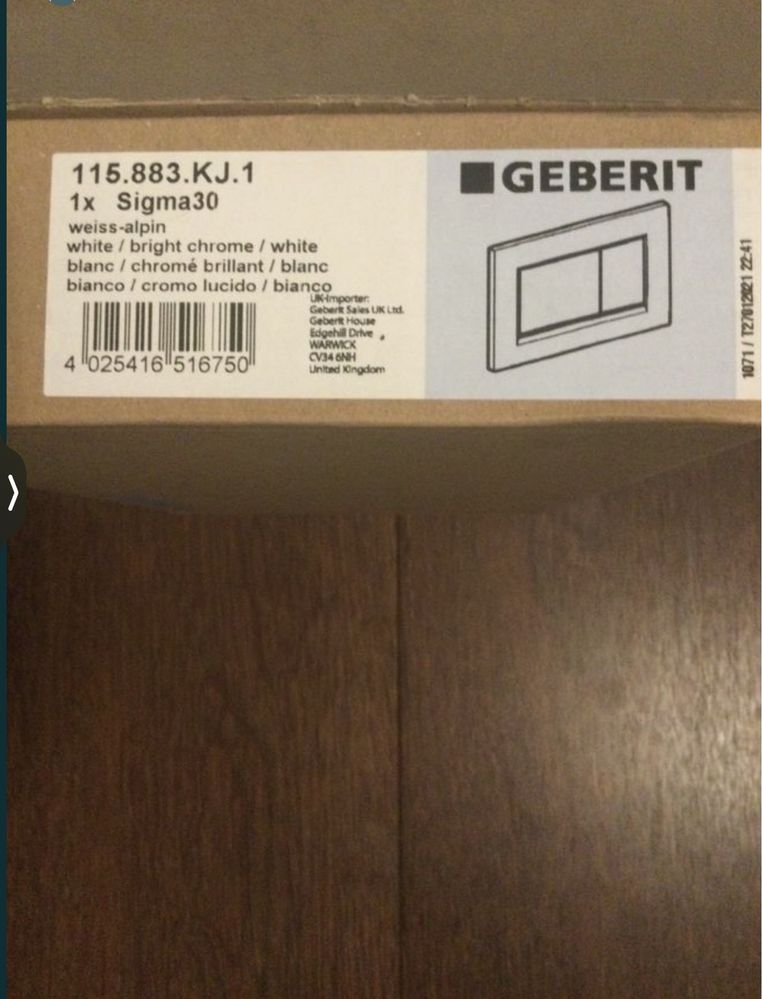 115.883.KJ.1
1x Sigma30
weiss-alpin
white / bright chrome / white
blanc / chromé brillant / blanc
bianco / cromo lucido / bianco
UK-Importer:
Geberit Sales UK Ltd.
Geberit House
Edgehill Drive
WARWICK
CV34 6NH
United Kingdom
4 025416 516750
GEBERIT
1071 / T27012021 22:41